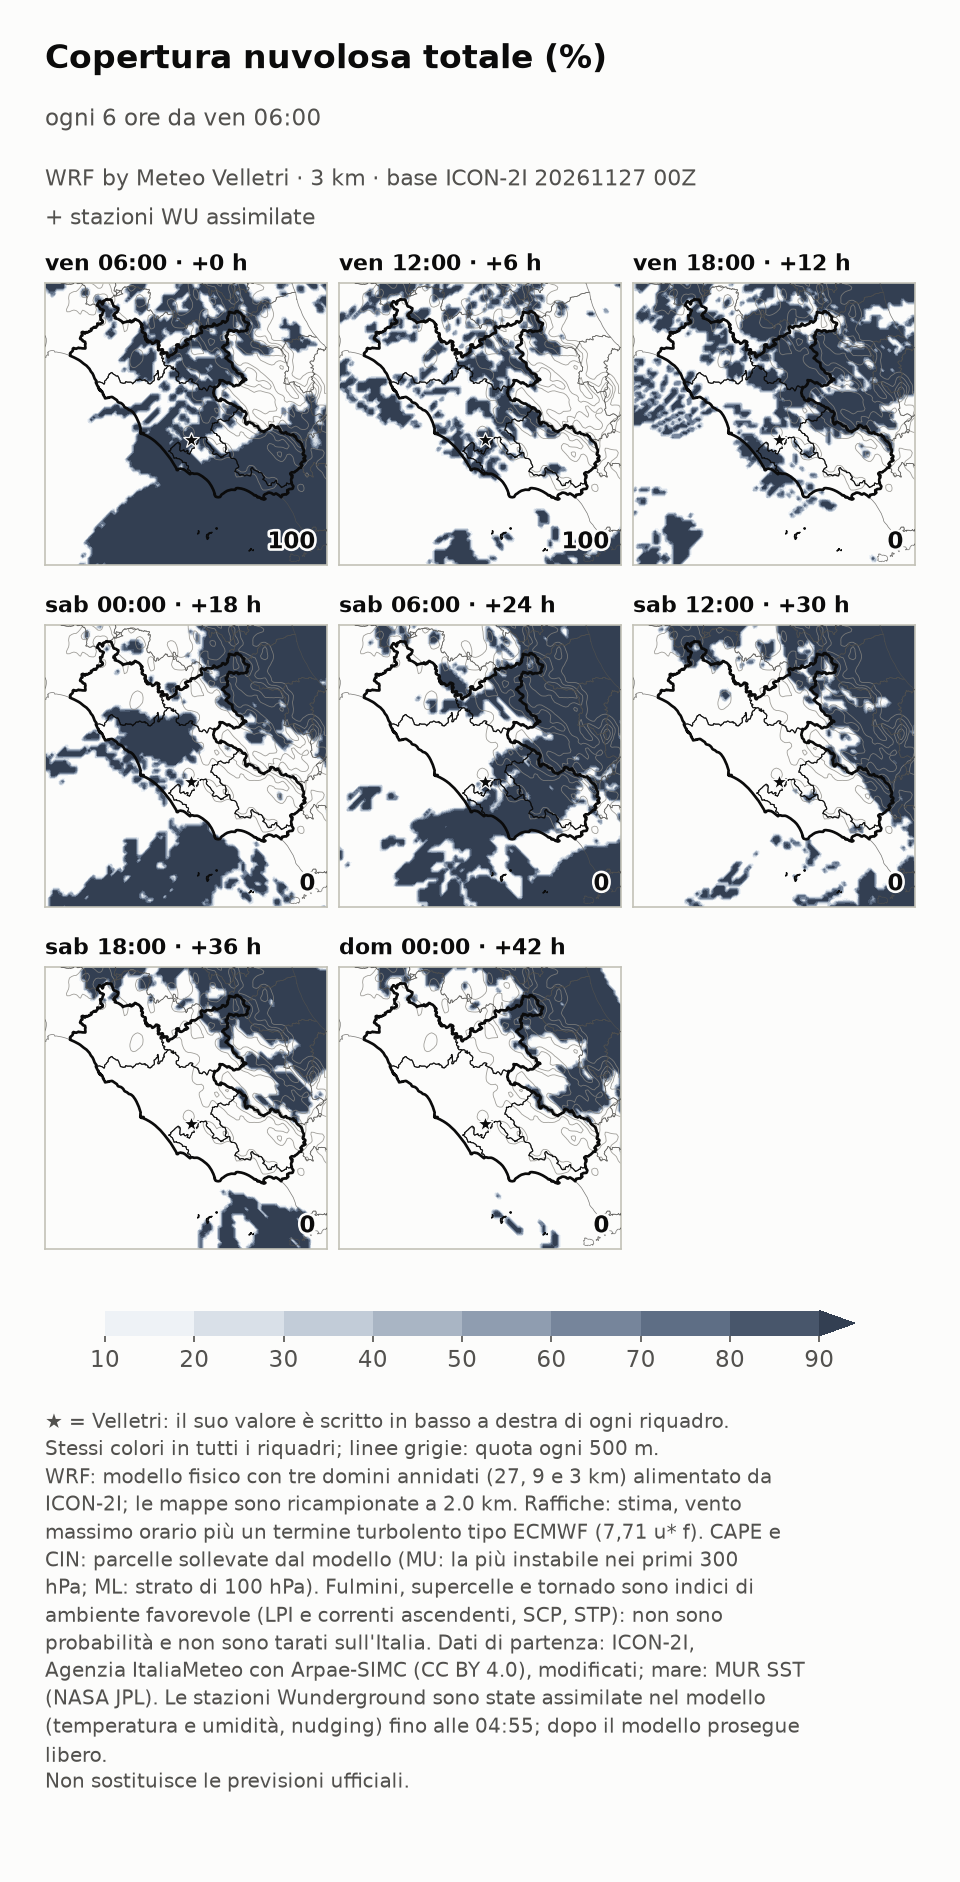 Copertura nuvolosa totale (%)
ogni 6 ore da ven 06:00
WRF by Meteo Velletri · 3 km · base ICON-2I 20261127 00Z
+ stazioni WU assimilate
ven 06:00 · +0 h
ven 12:00 · +6 h
ven 18:00 · +12 h
100
100
0
sab 00:00 · +18 h
sab 06:00 · +24 h
sab 12:00 · +30 h
0
0
0
sab 18:00 · +36 h
dom 00:00 · +42 h
0
0
10 20 30 40 50 60 70 80 90
★ = Velletri: il suo valore è scritto in basso a destra di ogni riquadro.
Stessi colori in tutti i riquadri; linee grigie: quota ogni 500 m.
WRF: modello fisico con tre domini annidati (27, 9 e 3 km) alimentato da
ICON-2I; le mappe sono ricampionate a 2.0 km. Raffiche: stima, vento
massimo orario più un termine turbolento tipo ECMWF (7,71 u* f). CAPE e
CIN: parcelle sollevate dal modello (MU: la più instabile nei primi 300
hPa; ML: strato di 100 hPa). Fulmini, supercelle e tornado sono indici di
ambiente favorevole (LPI e correnti ascendenti, SCP, STP): non sono
probabilità e non sono tarati sull'Italia. Dati di partenza: ICON-2I,
Agenzia ItaliaMeteo con Arpae-SIMC (CC BY 4.0), modificati; mare: MUR SST
(NASA JPL). Le stazioni Wunderground sono state assimilate nel modello
(temperatura e umidità, nudging) fino alle 04:55; dopo il modello prosegue
libero.
Non sostituisce le previsioni ufficiali.